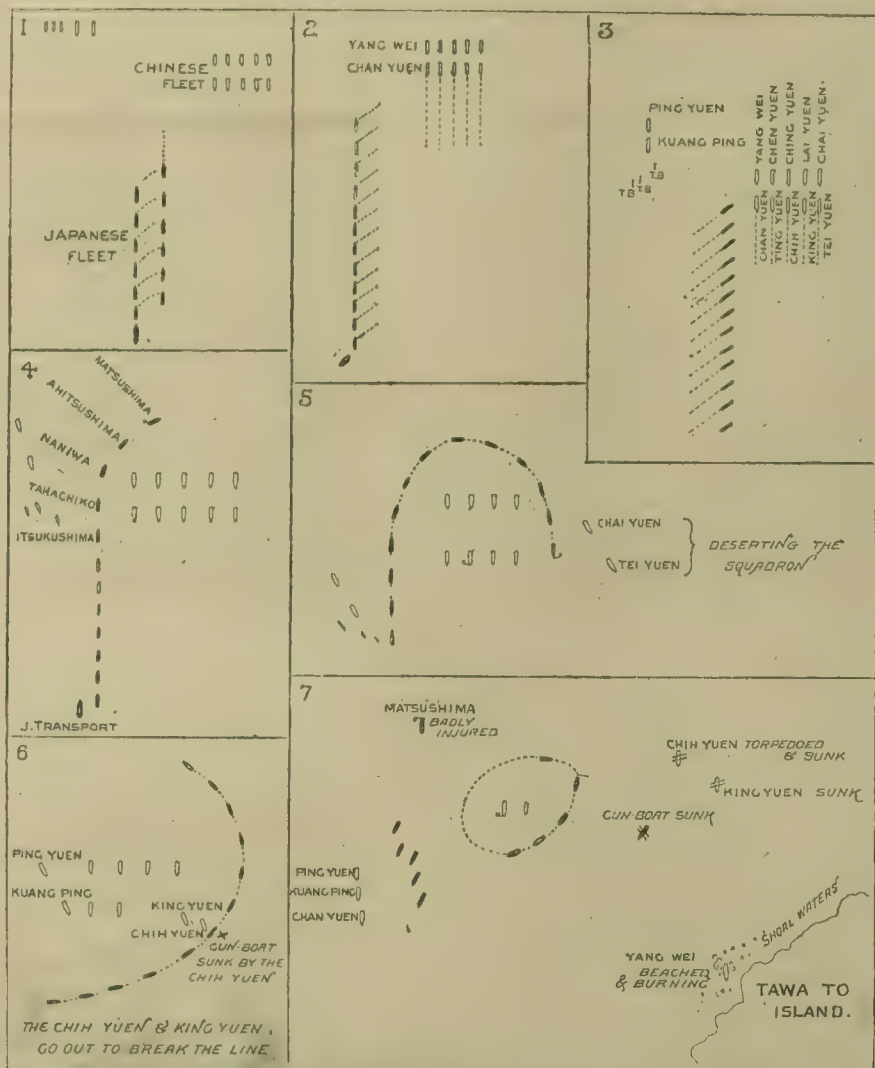 1
CHINESE
FLEET
JAPANESE
FLEET
2
YANG WEI
CHAN YUEN
3
PING YUEN
KUANG PING
T.B
T.B
T.B
YANG WEI
CHEN YUEN
CHING YUEN
LAI YUEN
CHAI YUEN.
CHAN YUEN
TING YUEN
CHIH YUEN
KING YUEN
TEI YUEN
4
MATSUSHIMA
AHITSUSHIMA
NANIWA
TAKACHIKO
ITSUKUSHIMA
J. TRANSPORT
5
CHAI YUEN
TEI YUEN
DESERTING THE
SQUADRON
6
PING YUEN
KUANG PING
KING YUEN
CHIH YUEN
GUN-BOAT
SUNK BY THE
CHIH YUEN
THE CHIH YUEN & KING YUEN.
GO OUT TO BREAK THE LINE
7
MATSUSHIMA
BADLY
INJURED
CHIH YUEN TORPEDOED
& SUNK
KING YUEN SUNK
GUN-BOAT SUNK
PING YUEN
KUANG PING
CHAN YUEN
YANG WEI
BEACHED
& BURNING
SHOAL WATERS
TAWA TO
ISLAND.